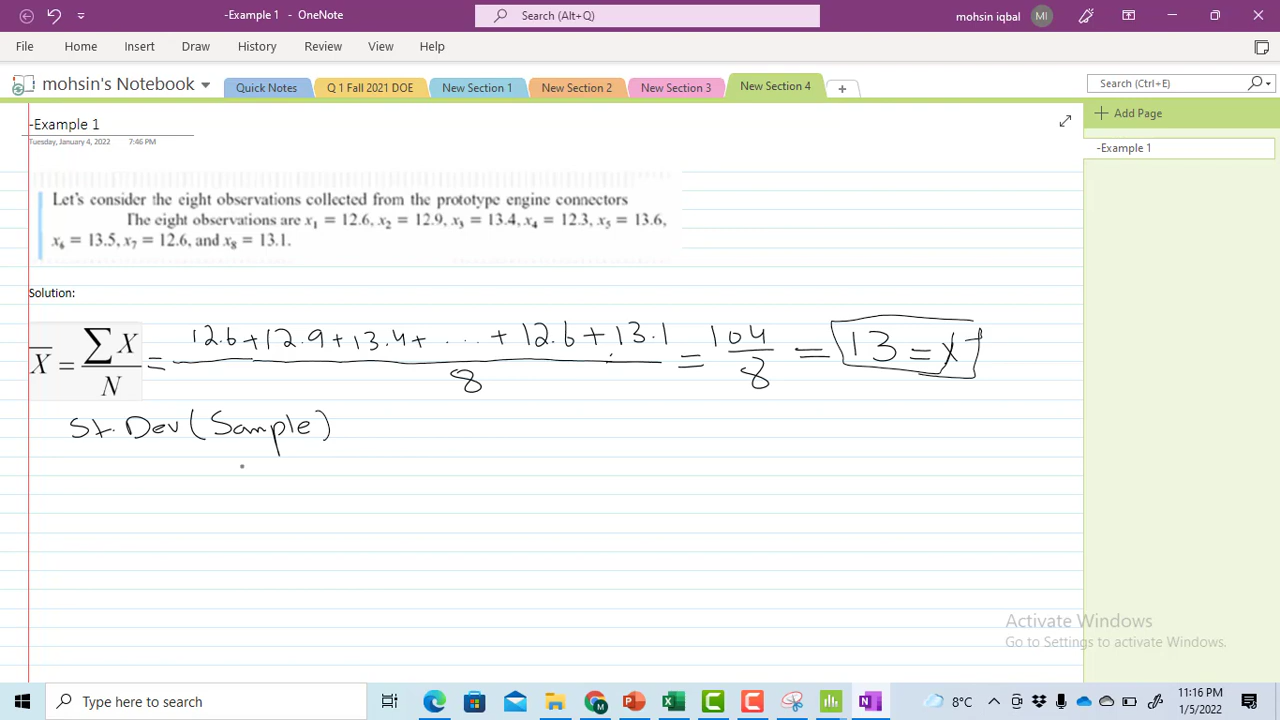 -Example 1 - OneNote
Search (Alt+Q)
mohsin iqbal
MI
File Home Insert Draw History Review View Help
mohsin's Notebook
Quick Notes
Q 1 Fall 2021 DOE
New Section 1
New Section 2
New Section 3
New Section 4
Search (Ctrl+E)
Add Page
-Example 1
-Example 1
Tuesday, January 4, 2022 7:46 PM
Let's consider the eight observations collected from the prototype engine connectors
The eight observations are x₁ = 12.6, x₂ = 12.9, x₃ = 13.4, x₄ = 12.3, x₅ = 13.6,
x₆ = 13.5, x₇ = 12.6, and x₈ = 13.1.
Solution:
X̄ = ∑X / N = 12.6+12.9+13.4+ .... + 12.6+13.1 / 8 = 104 / 8 = 13 = x̄
St. Dev (Sample)
Activate Windows
Go to Settings to activate Windows.
Type here to search
8°C
11:16 PM
1/5/2022